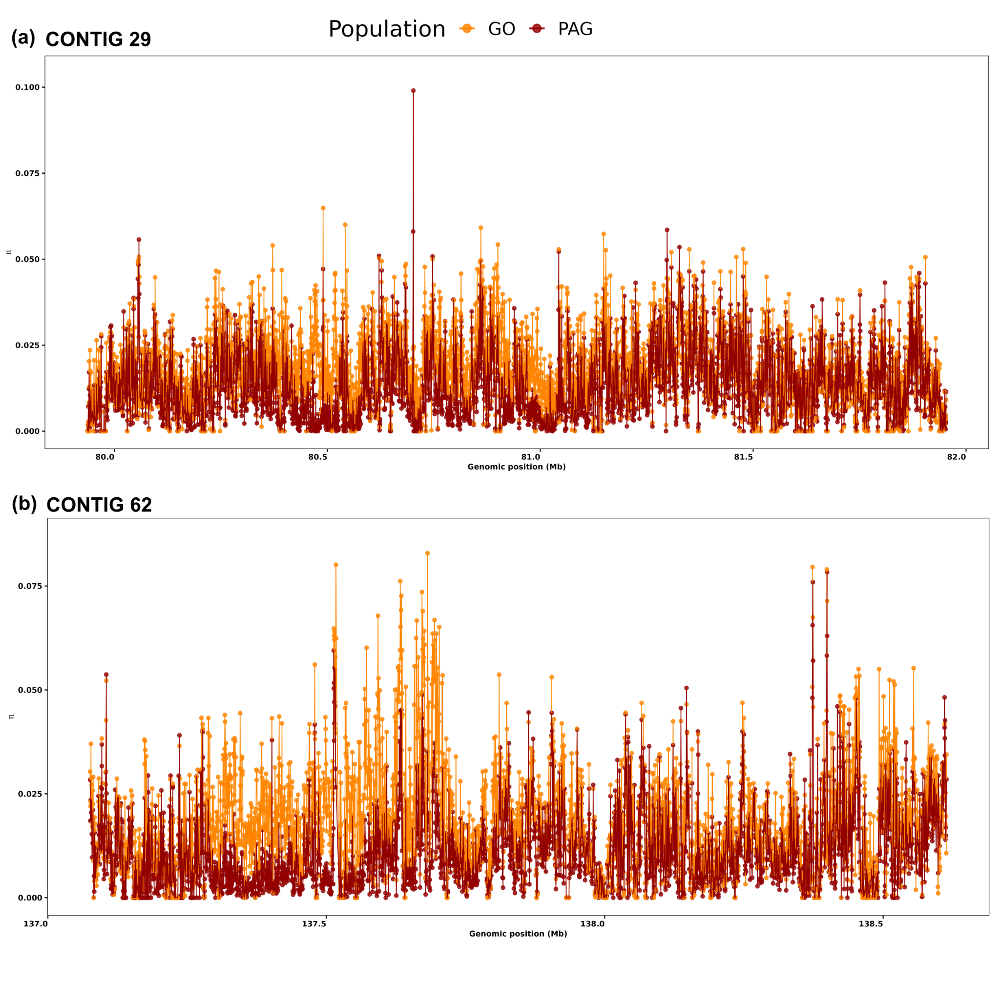 Population GO PAG
(a) CONTIG 29
0.100
0.075
0.050
0.025
0.000
π
80.0 80.5 81.0 81.5 82.0
Genomic position (Mb)
(b) CONTIG 62
0.075
0.050
0.025
0.000
π
137.0 137.5 138.0 138.5
Genomic position (Mb)